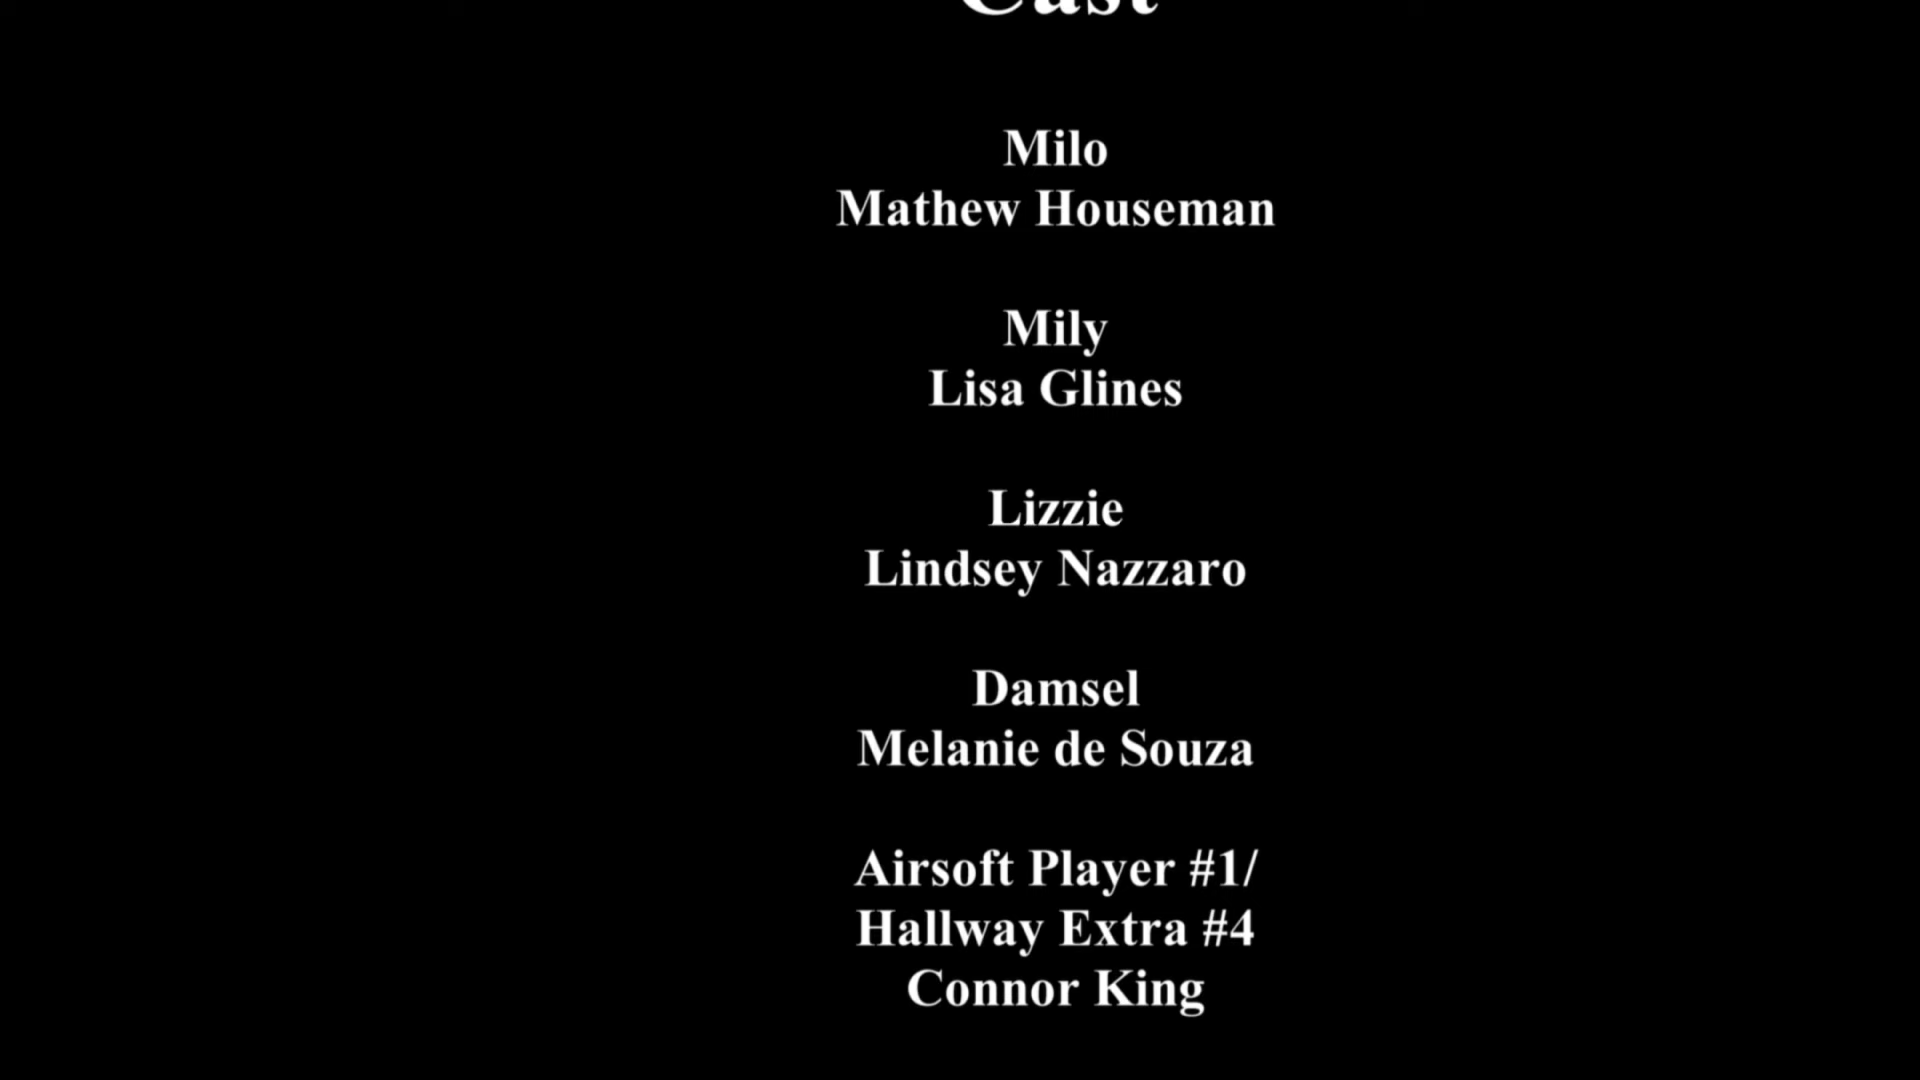 Cast
Milo
Mathew Houseman
Mily
Lisa Glines
Lizzie
Lindsey Nazzaro
Damsel
Melanie de Souza
Airsoft Player #1/
Hallway Extra #4
Connor King